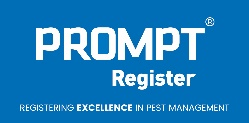 PROMPT®
Register
REGISTERING EXCELLENCE IN PEST MANAGEMENT